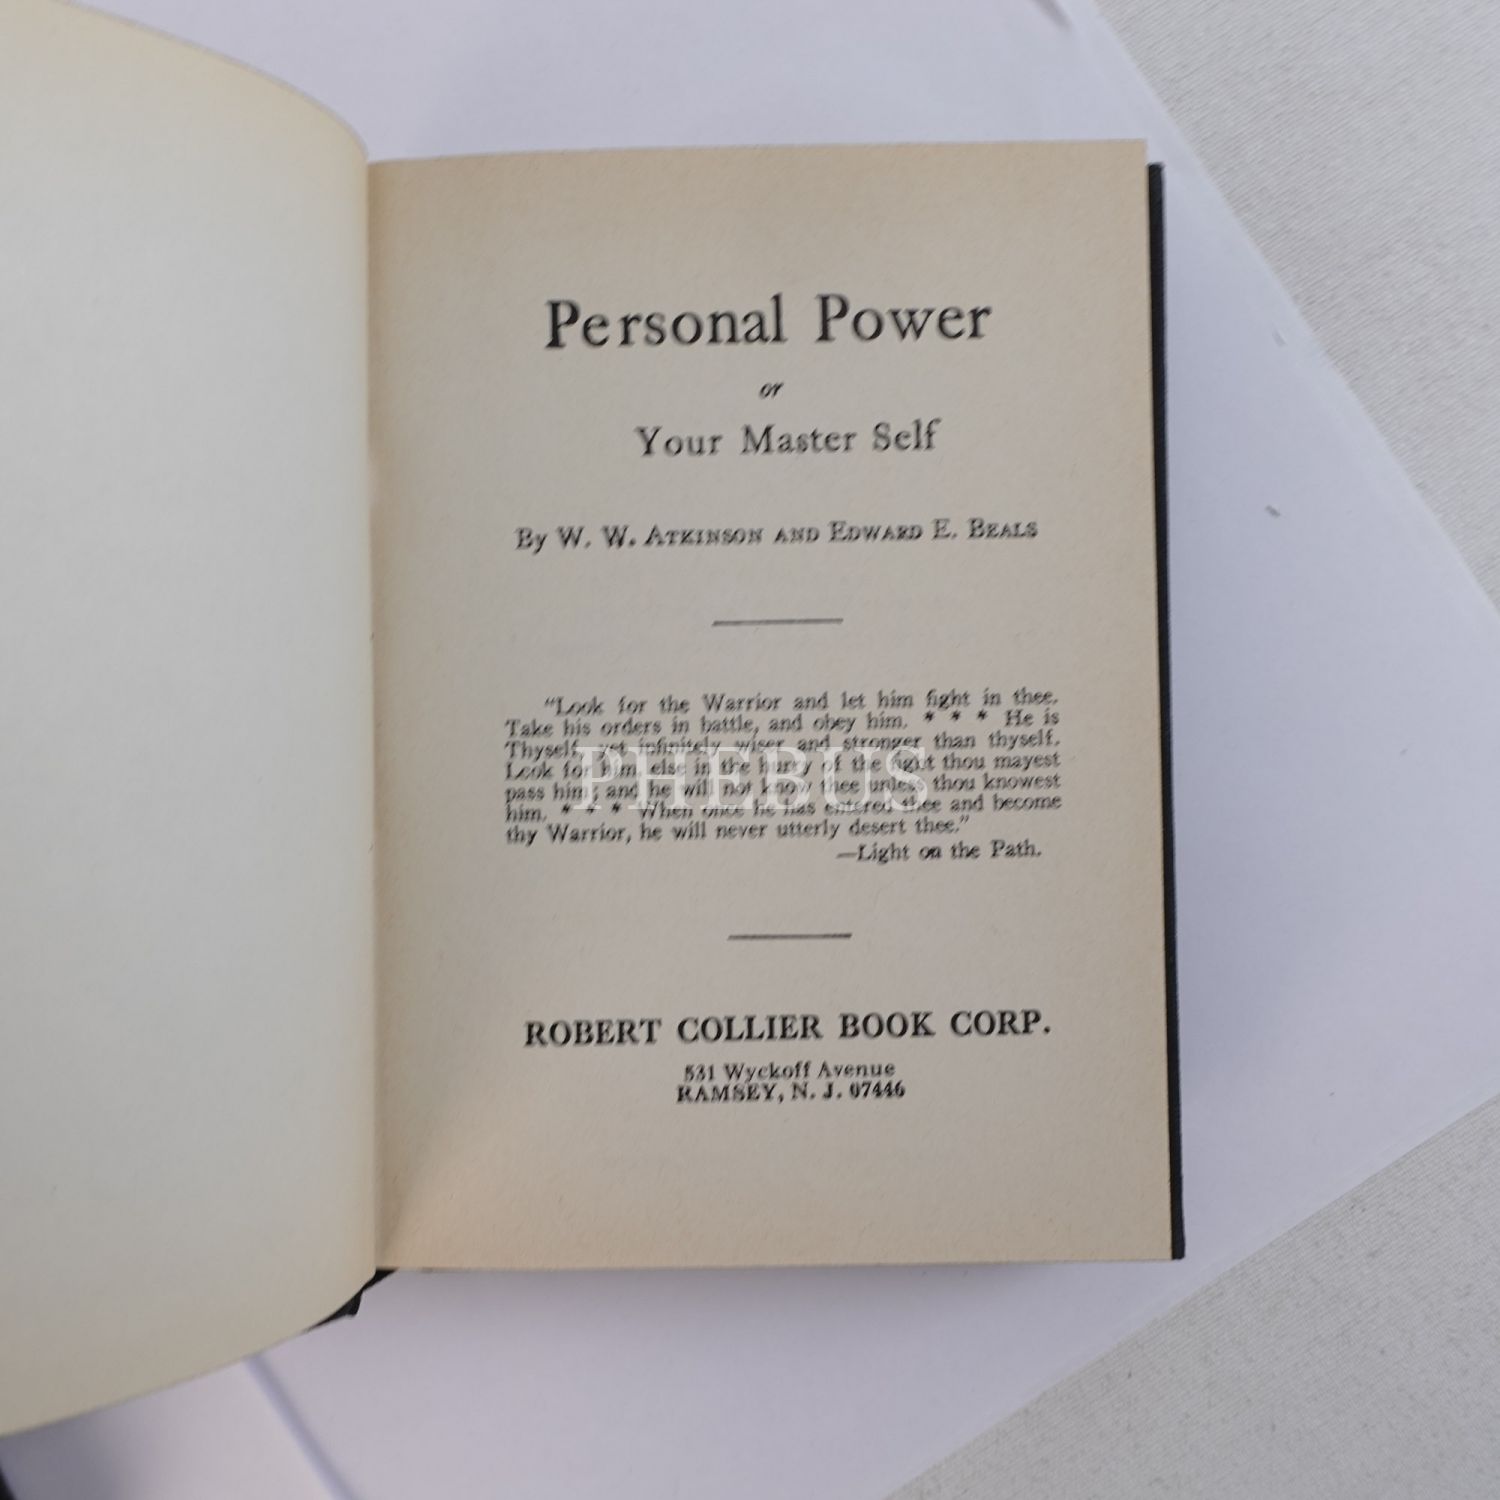 Personal Power
or
Your Master Self
By W. W. ATKINSON AND EDWARD E. BEALS
"Look for the Warrior and let him fight in thee.
Take his orders in battle, and obey him. * * * He is
Thyself, yet infinitely wiser and stronger than thyself.
Look for him, else in the hurry of the fight thou mayest
pass him; and he will not know thee unless thou knowest
him. * * * When once he has entered thee and become
thy Warrior, he will never utterly desert thee."
—Light on the Path.
PHEBUS
ROBERT COLLIER BOOK CORP.
531 Wyckoff Avenue
RAMSEY, N. J. 07446